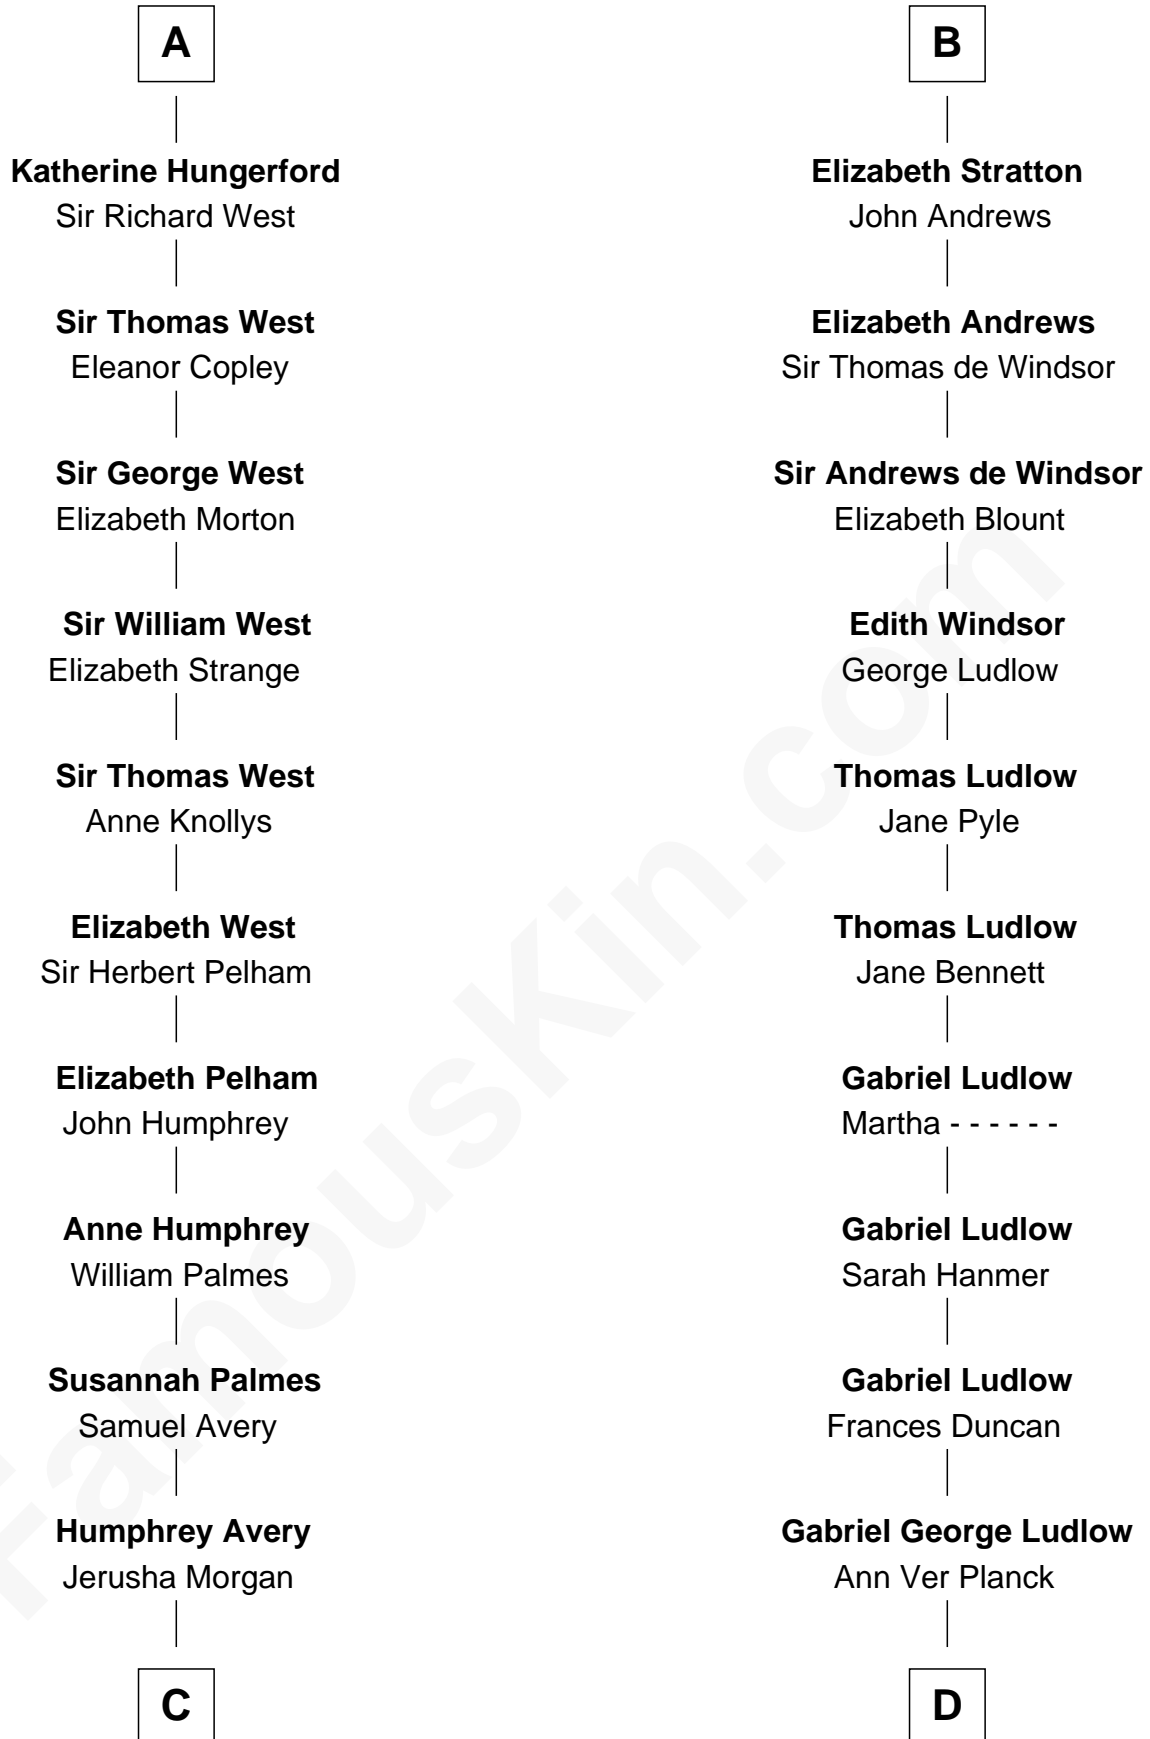 A
Katherine Hungerford
Sir Richard West
Sir Thomas West
Eleanor Copley
Sir George West
Elizabeth Morton
Sir William West
Elizabeth Strange
Sir Thomas West
Anne Knollys
Elizabeth West
Sir Herbert Pelham
Elizabeth Pelham
John Humphrey
Anne Humphrey
William Palmes
Susannah Palmes
Samuel Avery
Humphrey Avery
Jerusha Morgan
C
B
Elizabeth Stratton
John Andrews
Elizabeth Andrews
Sir Thomas de Windsor
Sir Andrews de Windsor
Elizabeth Blount
Edith Windsor
George Ludlow
Thomas Ludlow
Jane Pyle
Thomas Ludlow
Jane Bennett
Gabriel Ludlow
Martha - - - - - -
Gabriel Ludlow
Sarah Hanmer
Gabriel Ludlow
Frances Duncan
Gabriel George Ludlow
Ann Ver Planck
D
FamousKin.com